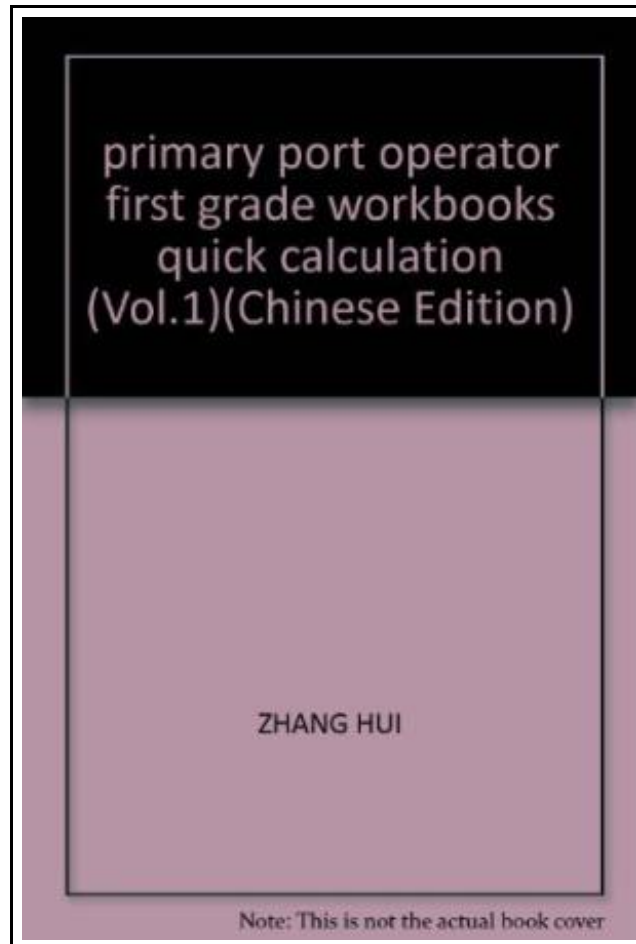 primary port operator
first grade workbooks
quick calculation
(Vol.1)(Chinese Edition)
ZHANG HUI
Note: This is not the actual book cover